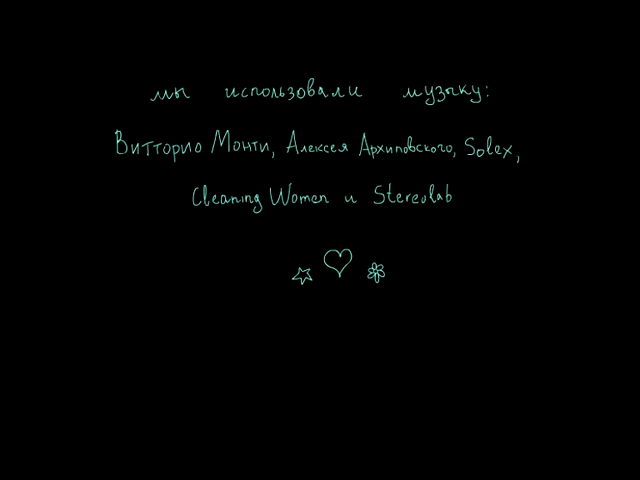 мы использовали музыку:
Витторио Монти, Алексея Архиповского, Solex,
Cleaning Women и Stereolab